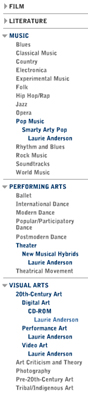 FILM
LITERATURE
MUSIC
Blues
Classical Music
Country
Electronica
Experimental Music
Folk
Hip Hop/Rap
Jazz
Opera
Pop Music
Smarty Arty Pop
Laurie Anderson
Rhythm and Blues
Rock Music
Soundtracks
World Music
PERFORMING ARTS
Ballet
International Dance
Modern Dance
Popular/Participatory
Dance
Postmodern Dance
Theater
New Musical Hybrids
Laurie Anderson
Theatrical Movement
VISUAL ARTS
20th-Century Art
Digital Art
CD-ROM
Laurie Anderson
Performance Art
Laurie Anderson
Video Art
Laurie Anderson
Art Criticism and Theory
Photography
Pre-20th-Century Art
Tribal/Indigenous Art